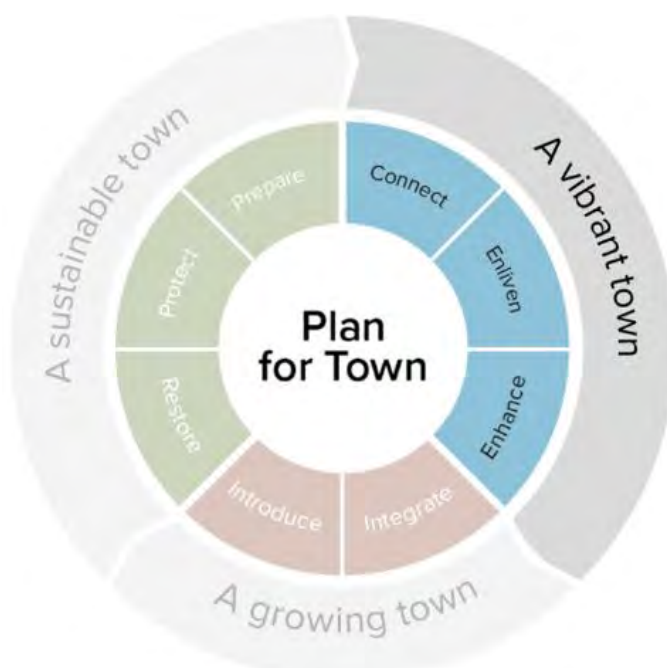 Plan
for Town
A vibrant town
Connect
Enliven
Enhance
A growing town
Integrate
Introduce
A sustainable town
Restore
Protect
Prepare